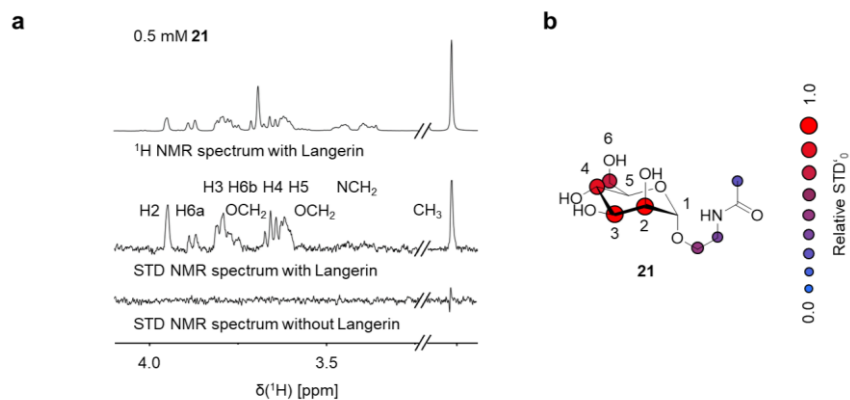 a
0.5 mM 21
¹H NMR spectrum with Langerin
H3 H6b H4 H5 NCH₂
H2 H6a OCH₂ OCH₂ CH₃
STD NMR spectrum with Langerin
STD NMR spectrum without Langerin
4.0 3.5
δ(¹H) [ppm]
b
6
OH
4 OH
5 O
HO
HO 1
3 2 HN
O O
21
1.0
Relative STD'₀
0.0